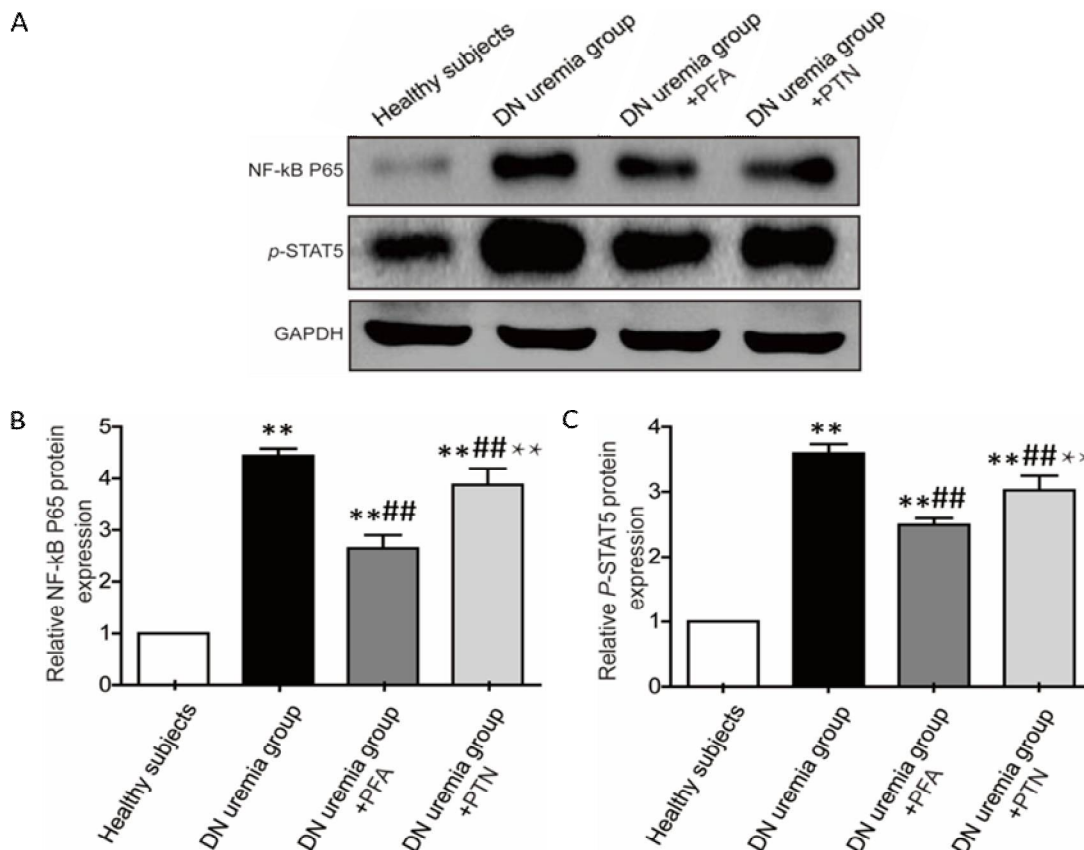 A
Healthy subjects
DN uremia group
DN uremia group
+PFA
DN uremia group
+PTN
NF-kB P65
p-STAT5
GAPDH
B
Relative NF-kB P65 protein
expression
5
4
3
2
1
0
**
**##
**##**
Healthy subjects
DN uremia group
DN uremia group
+PFA
DN uremia group
+PTN
C
Relative P-STAT5 protein
expression
4
3
2
1
0
**
**##
**##**
Healthy subjects
DN uremia group
DN uremia group
+PFA
DN uremia group
+PTN